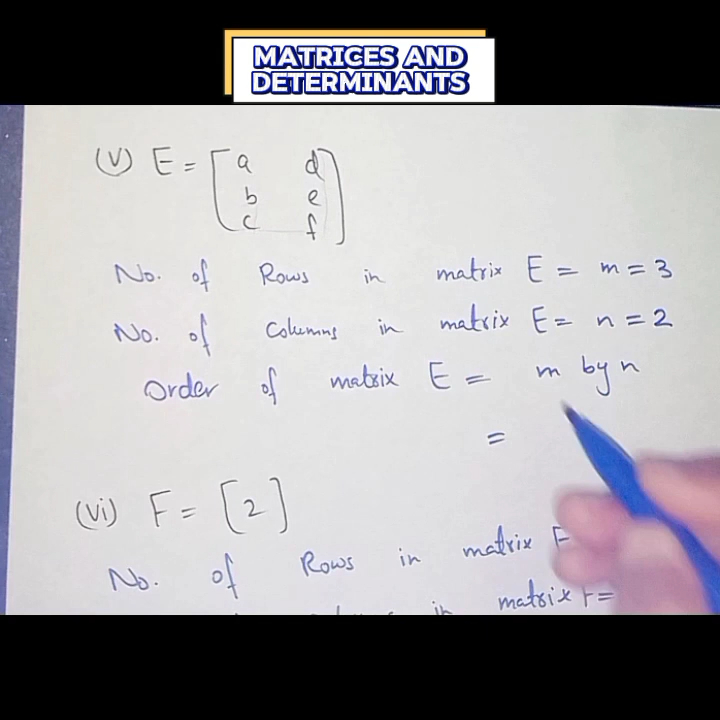 MATRICES AND
DETERMINANTS
(V) E = [a d
b e
c f]
No. of Rows in matrix E = m = 3
No. of Columns in matrix E = n = 2
Order of matrix E = m by n
=
(Vi) F = [2]
No. of Rows in matrix F
in matrix F =